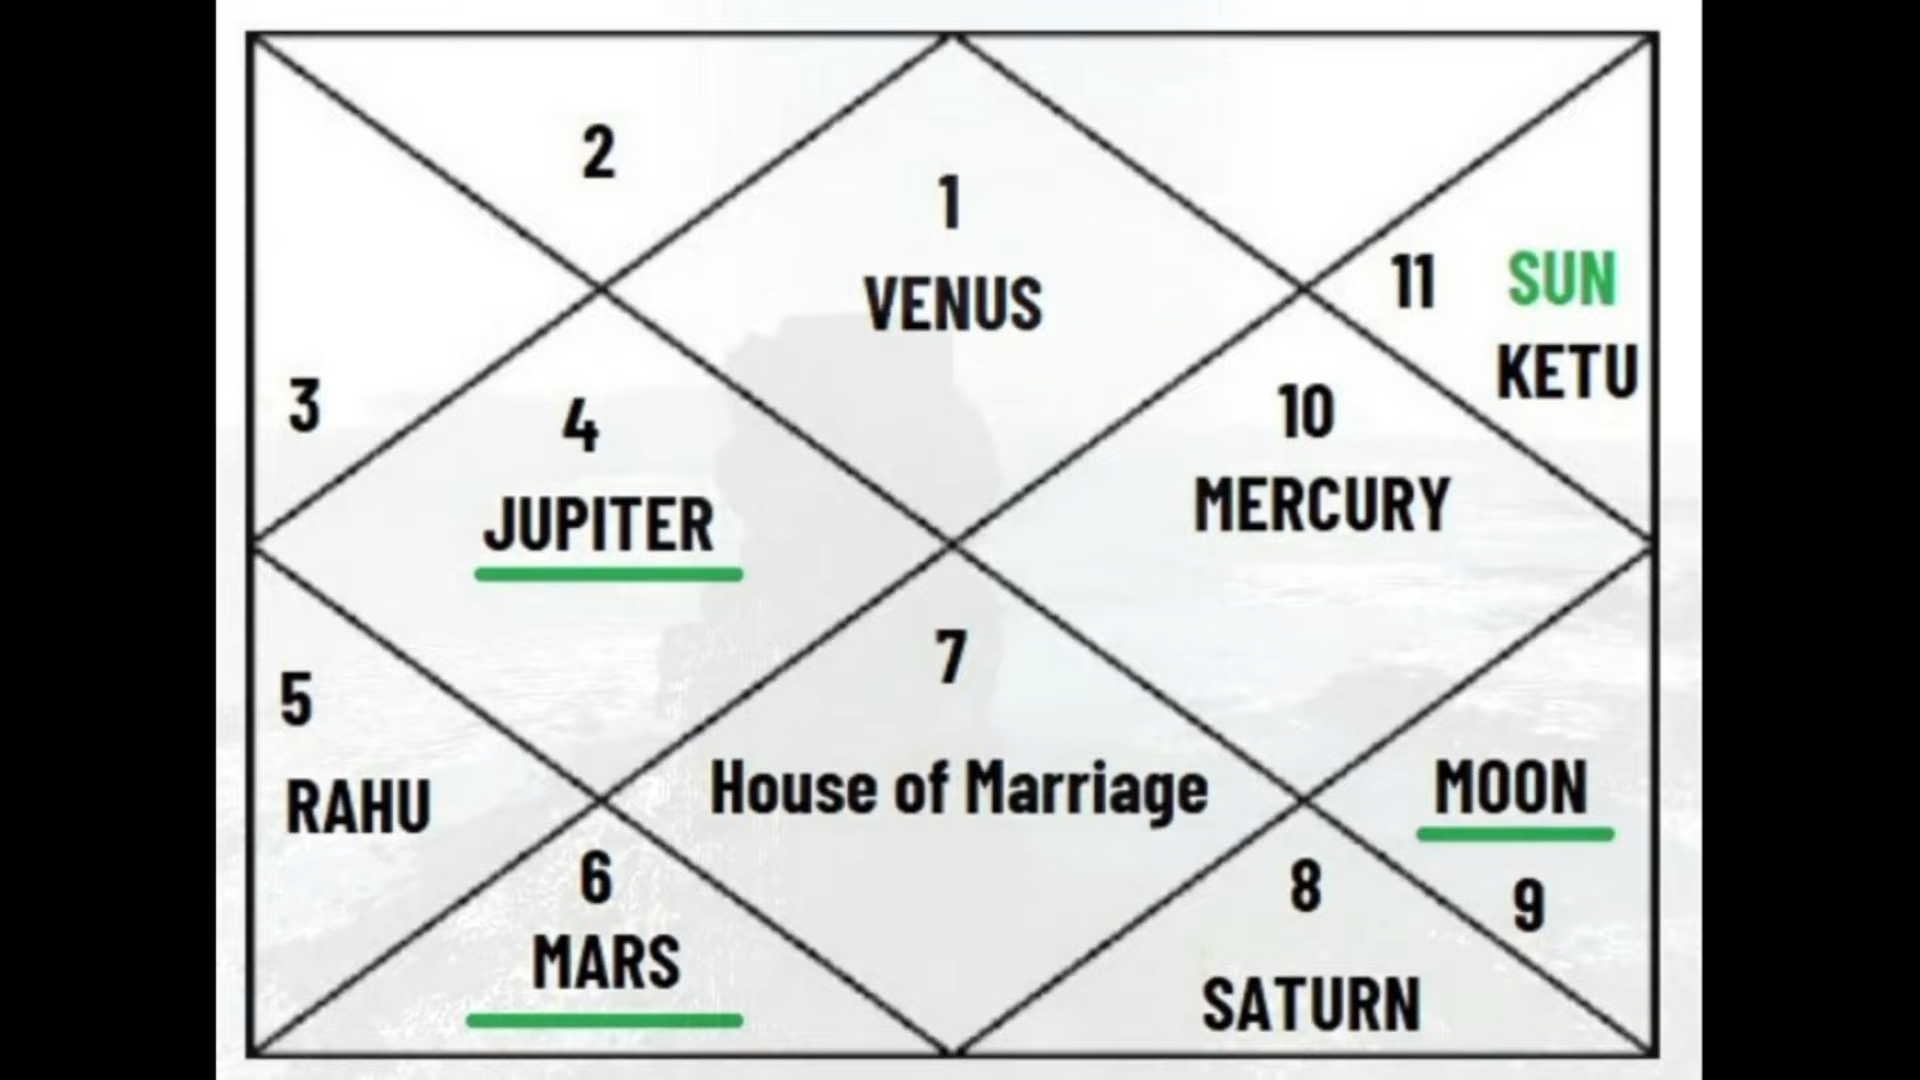 2
1
VENUS
11
SUN
KETU
3
4
JUPITER
10
MERCURY
5
RAHU
7
House of Marriage
MOON
9
6
MARS
8
SATURN